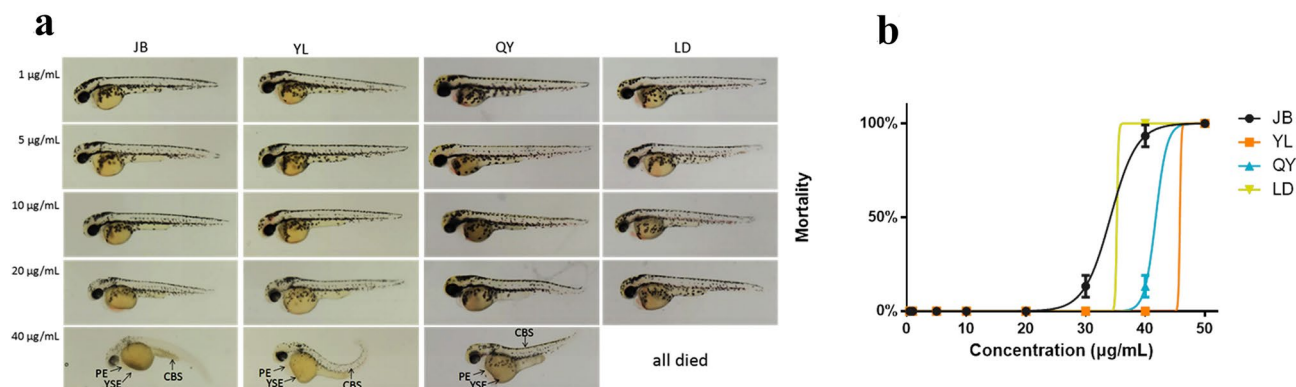 a
JB YL QY LD
1 µg/mL
5 µg/mL
10 µg/mL
20 µg/mL
40 µg/mL
PE YSE CBS
PE YSE CBS
CBS PE YSE
all died
b
Mortality
100%
50%
0%
0 10 20 30 40 50
Concentration (µg/mL)
JB
YL
QY
LD